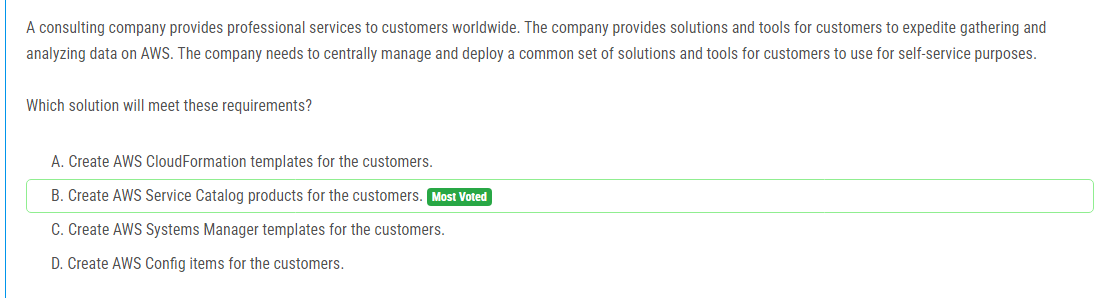 A consulting company provides professional services to customers worldwide. The company provides solutions and tools for customers to expedite gathering and
analyzing data on AWS. The company needs to centrally manage and deploy a common set of solutions and tools for customers to use for self-service purposes.
Which solution will meet these requirements?
A. Create AWS CloudFormation templates for the customers.
B. Create AWS Service Catalog products for the customers. Most Voted
C. Create AWS Systems Manager templates for the customers.
D. Create AWS Config items for the customers.